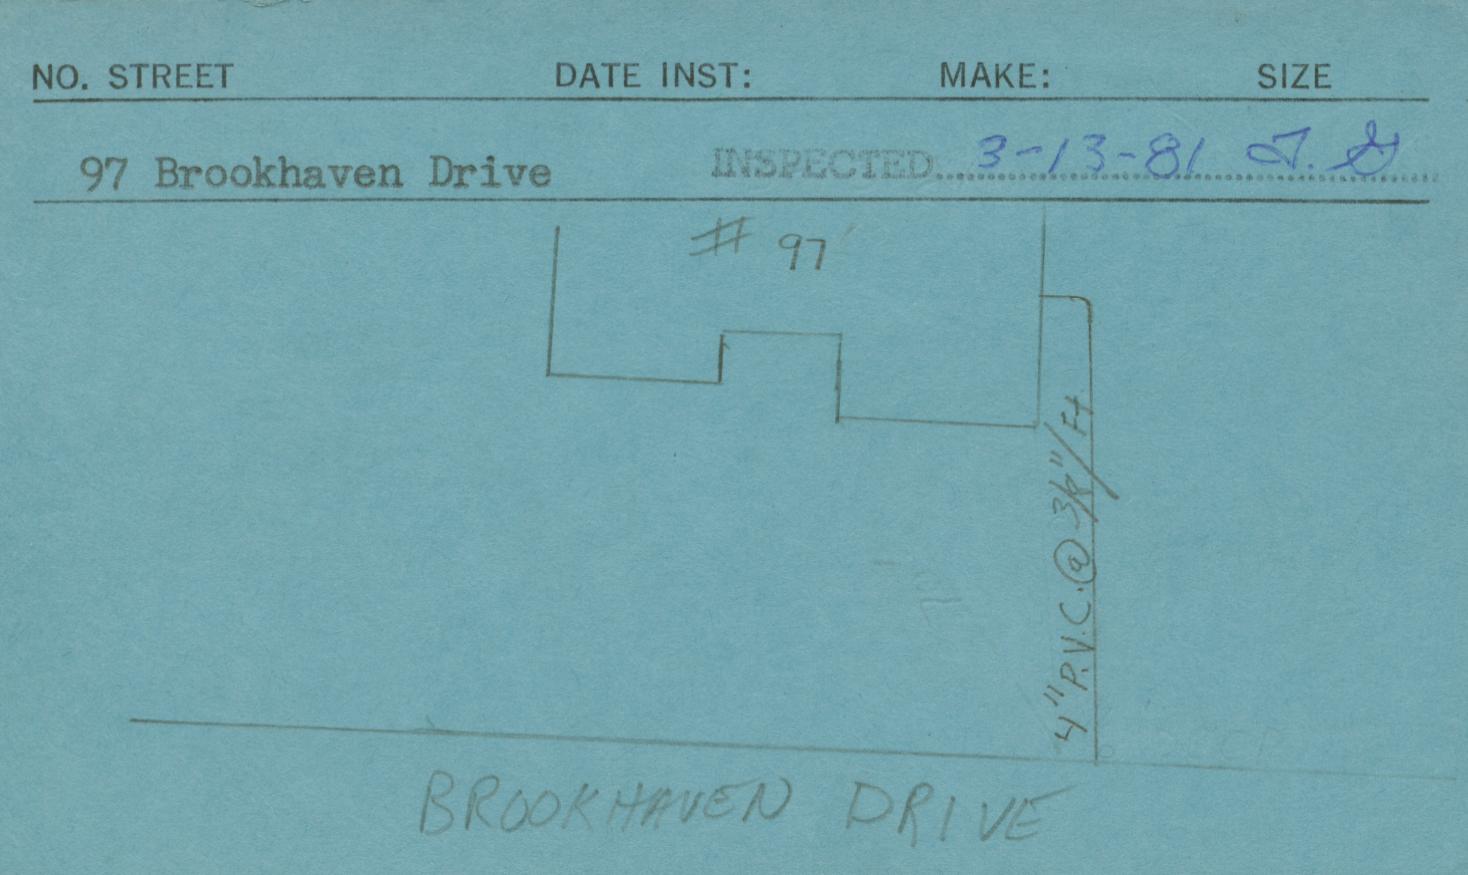 NO. STREET DATE INST: MAKE: SIZE
97 Brookhaven Drive INSPECTED 3-13-81 J. G
# 97
4" P.V.C. @ 3/8"/Ft
BROOKHAVEN DRIVE